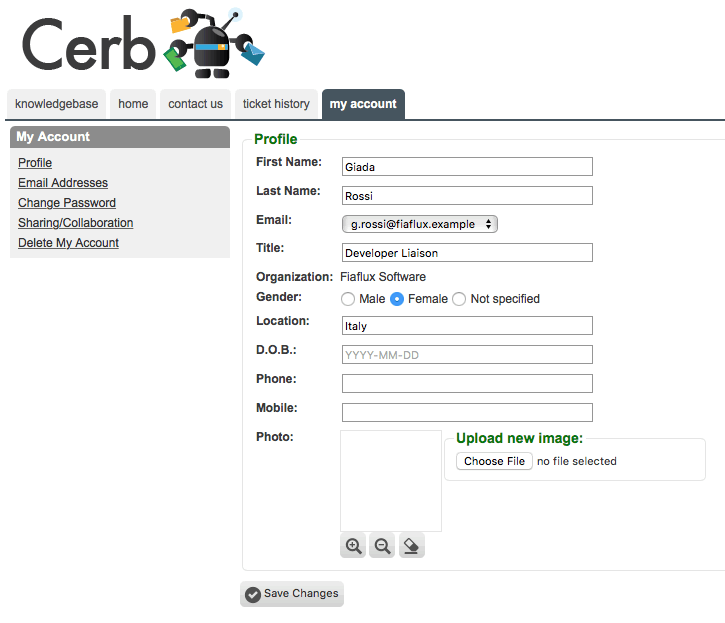 Cerb
knowledgebase home contact us ticket history my account
My Account
Profile
Email Addresses
Change Password
Sharing/Collaboration
Delete My Account
Profile
First Name: Giada
Last Name: Rossi
Email: g.rossi@fiaflux.example
Title: Developer Liaison
Organization: Fiaflux Software
Gender: Male Female Not specified
Location: Italy
D.O.B.: YYYY-MM-DD
Phone:
Mobile:
Photo:
Upload new image:
Choose File no file selected
Save Changes